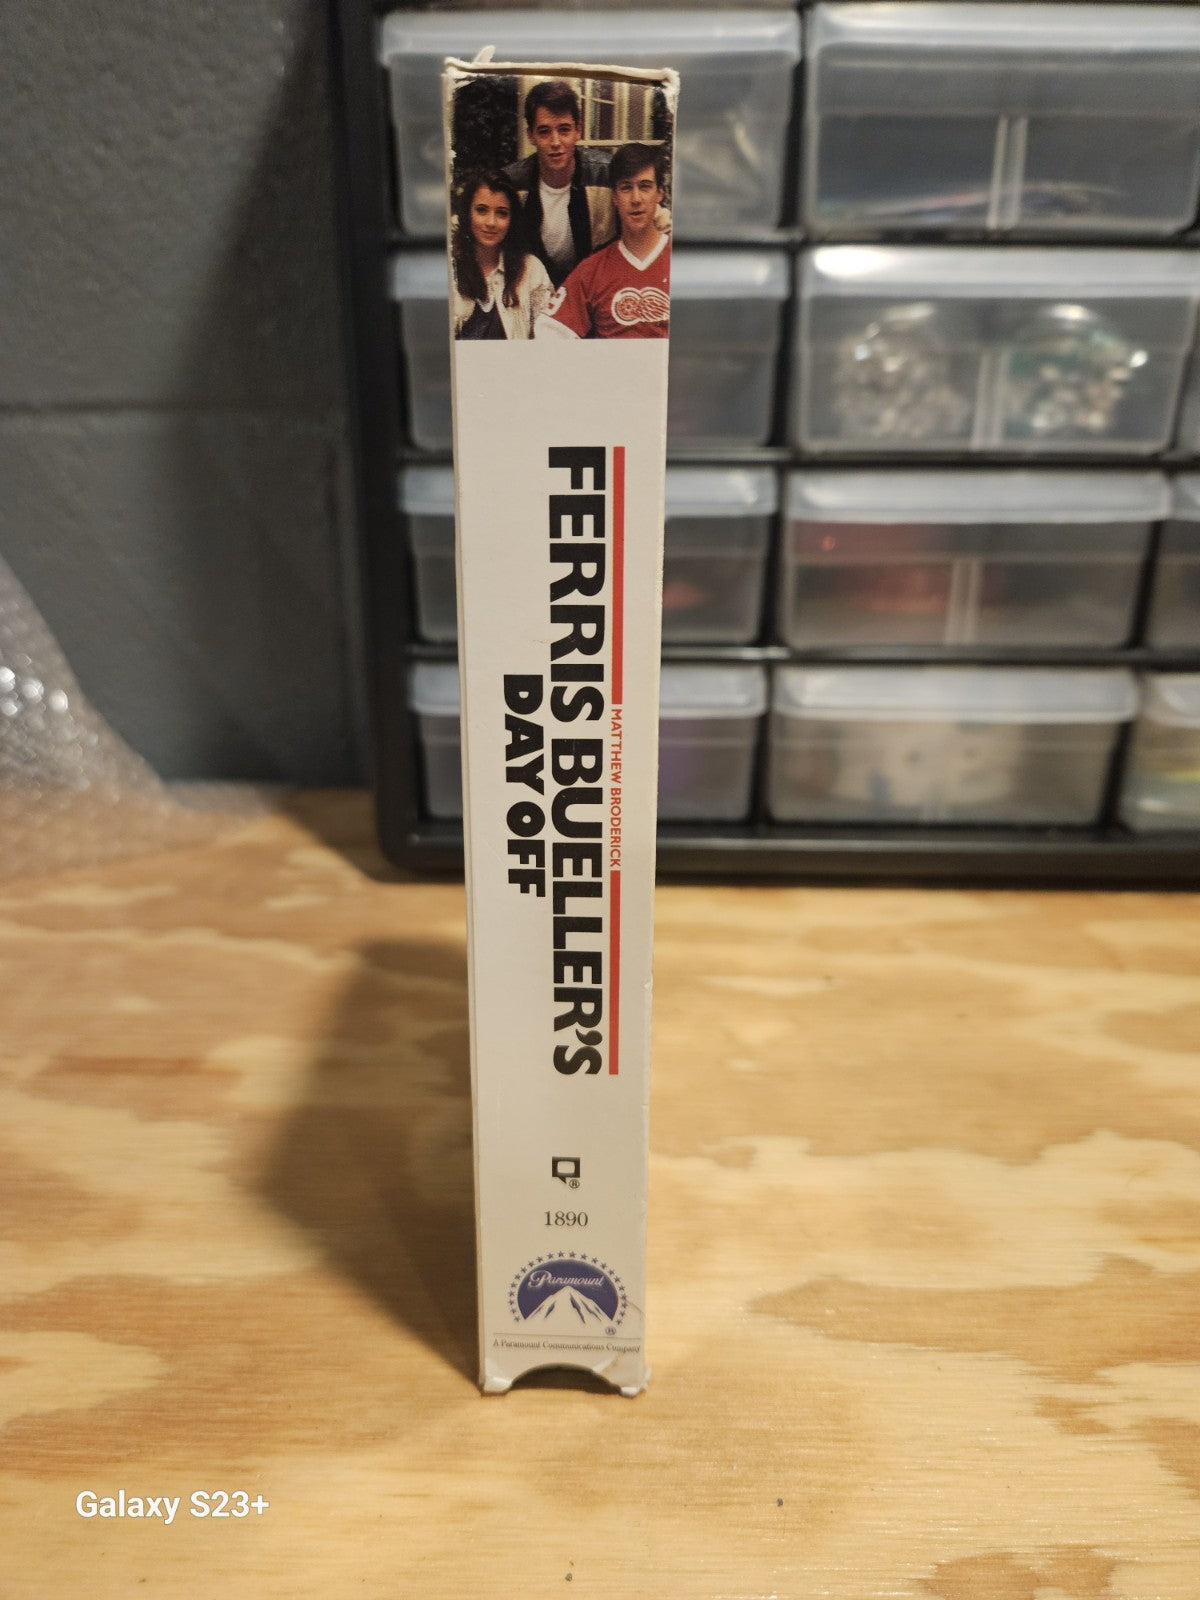 MATTHEW BRODERICK
FERRIS BUELLER'S
DAY OFF
®
1890
Paramount
®
A Paramount Communications Company
Galaxy S23+